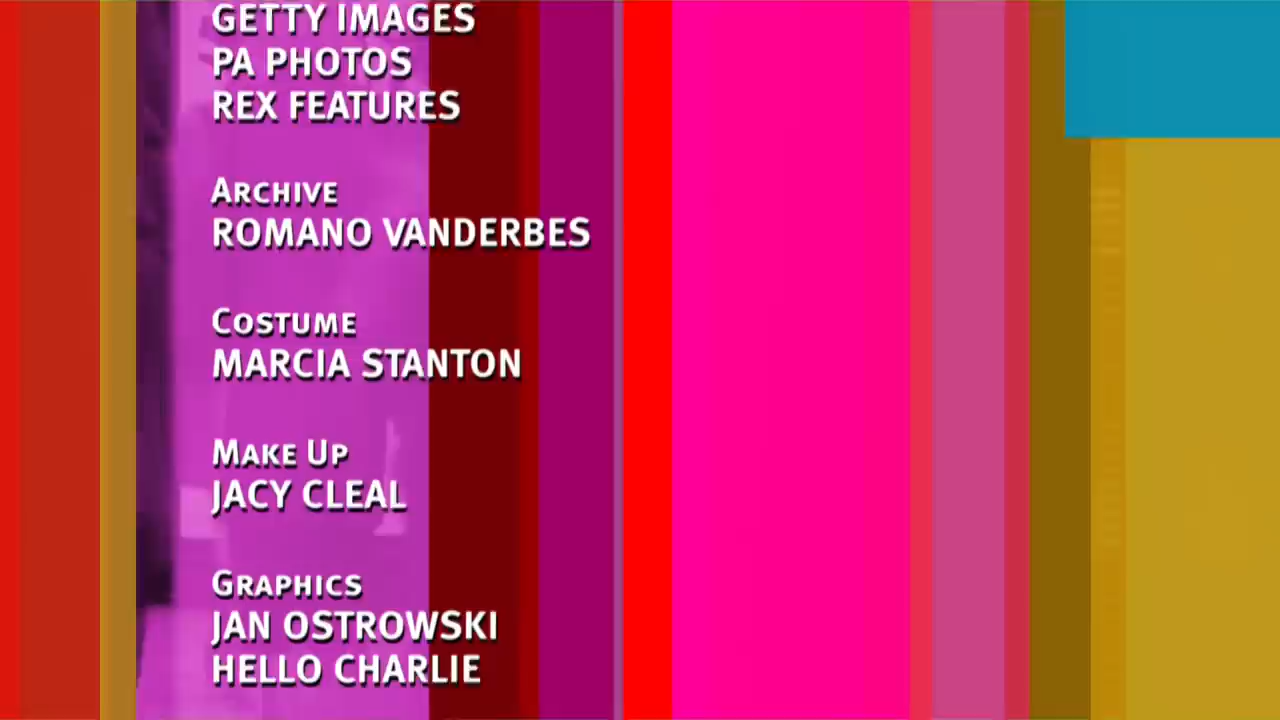 GETTY IMAGES
PA PHOTOS
REX FEATURES
ARCHIVE
ROMANO VANDERBES
COSTUME
MARCIA STANTON
MAKE UP
JACY CLEAL
GRAPHICS
JAN OSTROWSKI
HELLO CHARLIE